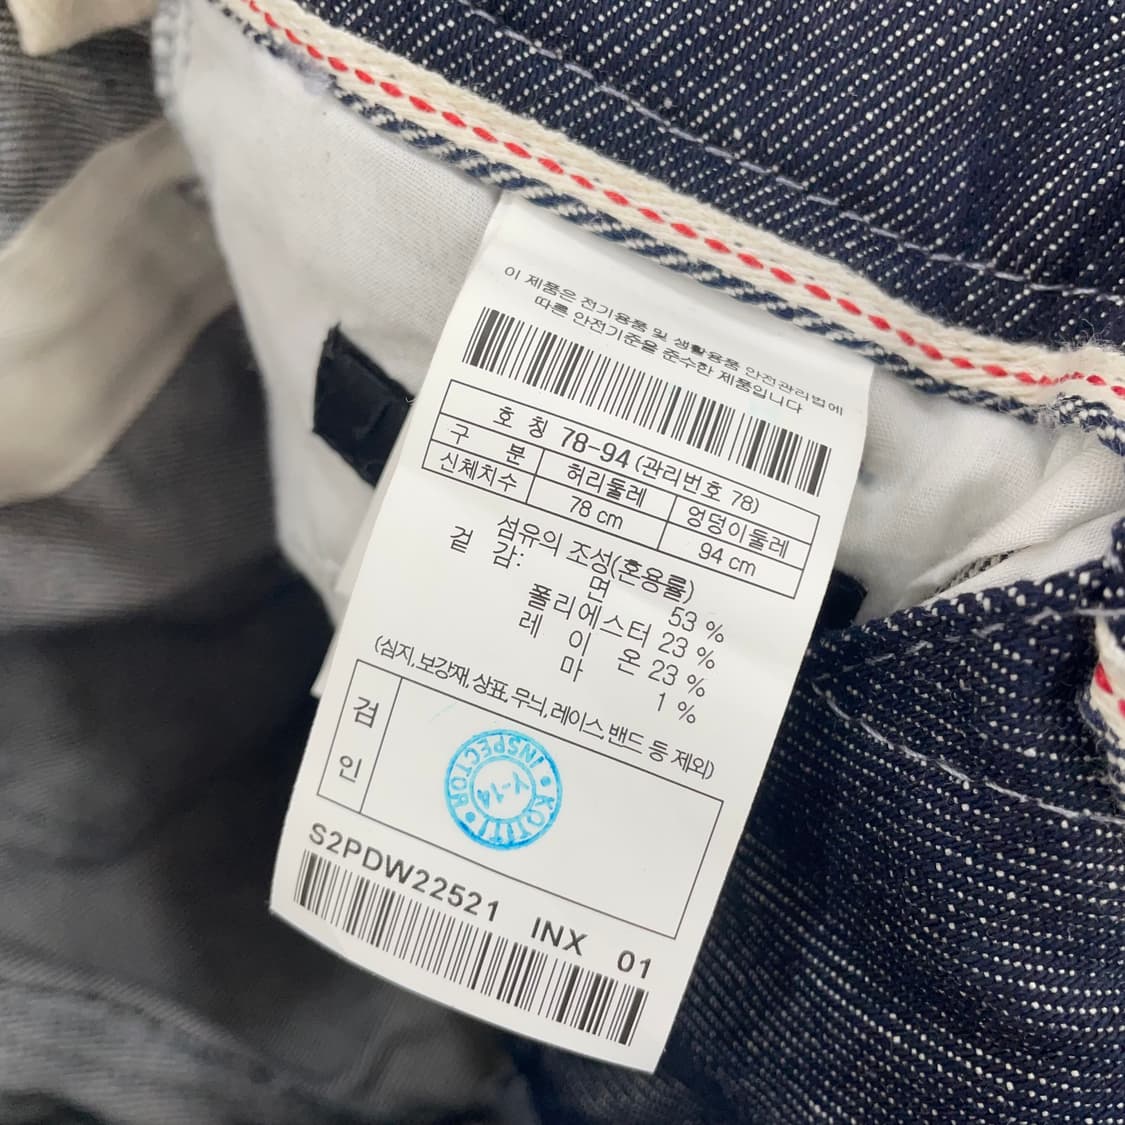 이 제품은 전기용품 및 생활용품 안전관리법에
따른 안전기준을 준수한 제품입니다
호 칭 78-94 (관리번호 78)
구 분 허리둘레 엉덩이둘레
신체치수 78 cm 94 cm
섬유의 조성(혼용률)
겉 감: 면 53 %
폴리에스터 23 %
레 이 온 23 %
마 1 %
(심지,보강재,상표,무늬,레이스,밴드 등 제외)
검 인
KOTITI INSPECTOR
S2PDW22521 INX 01